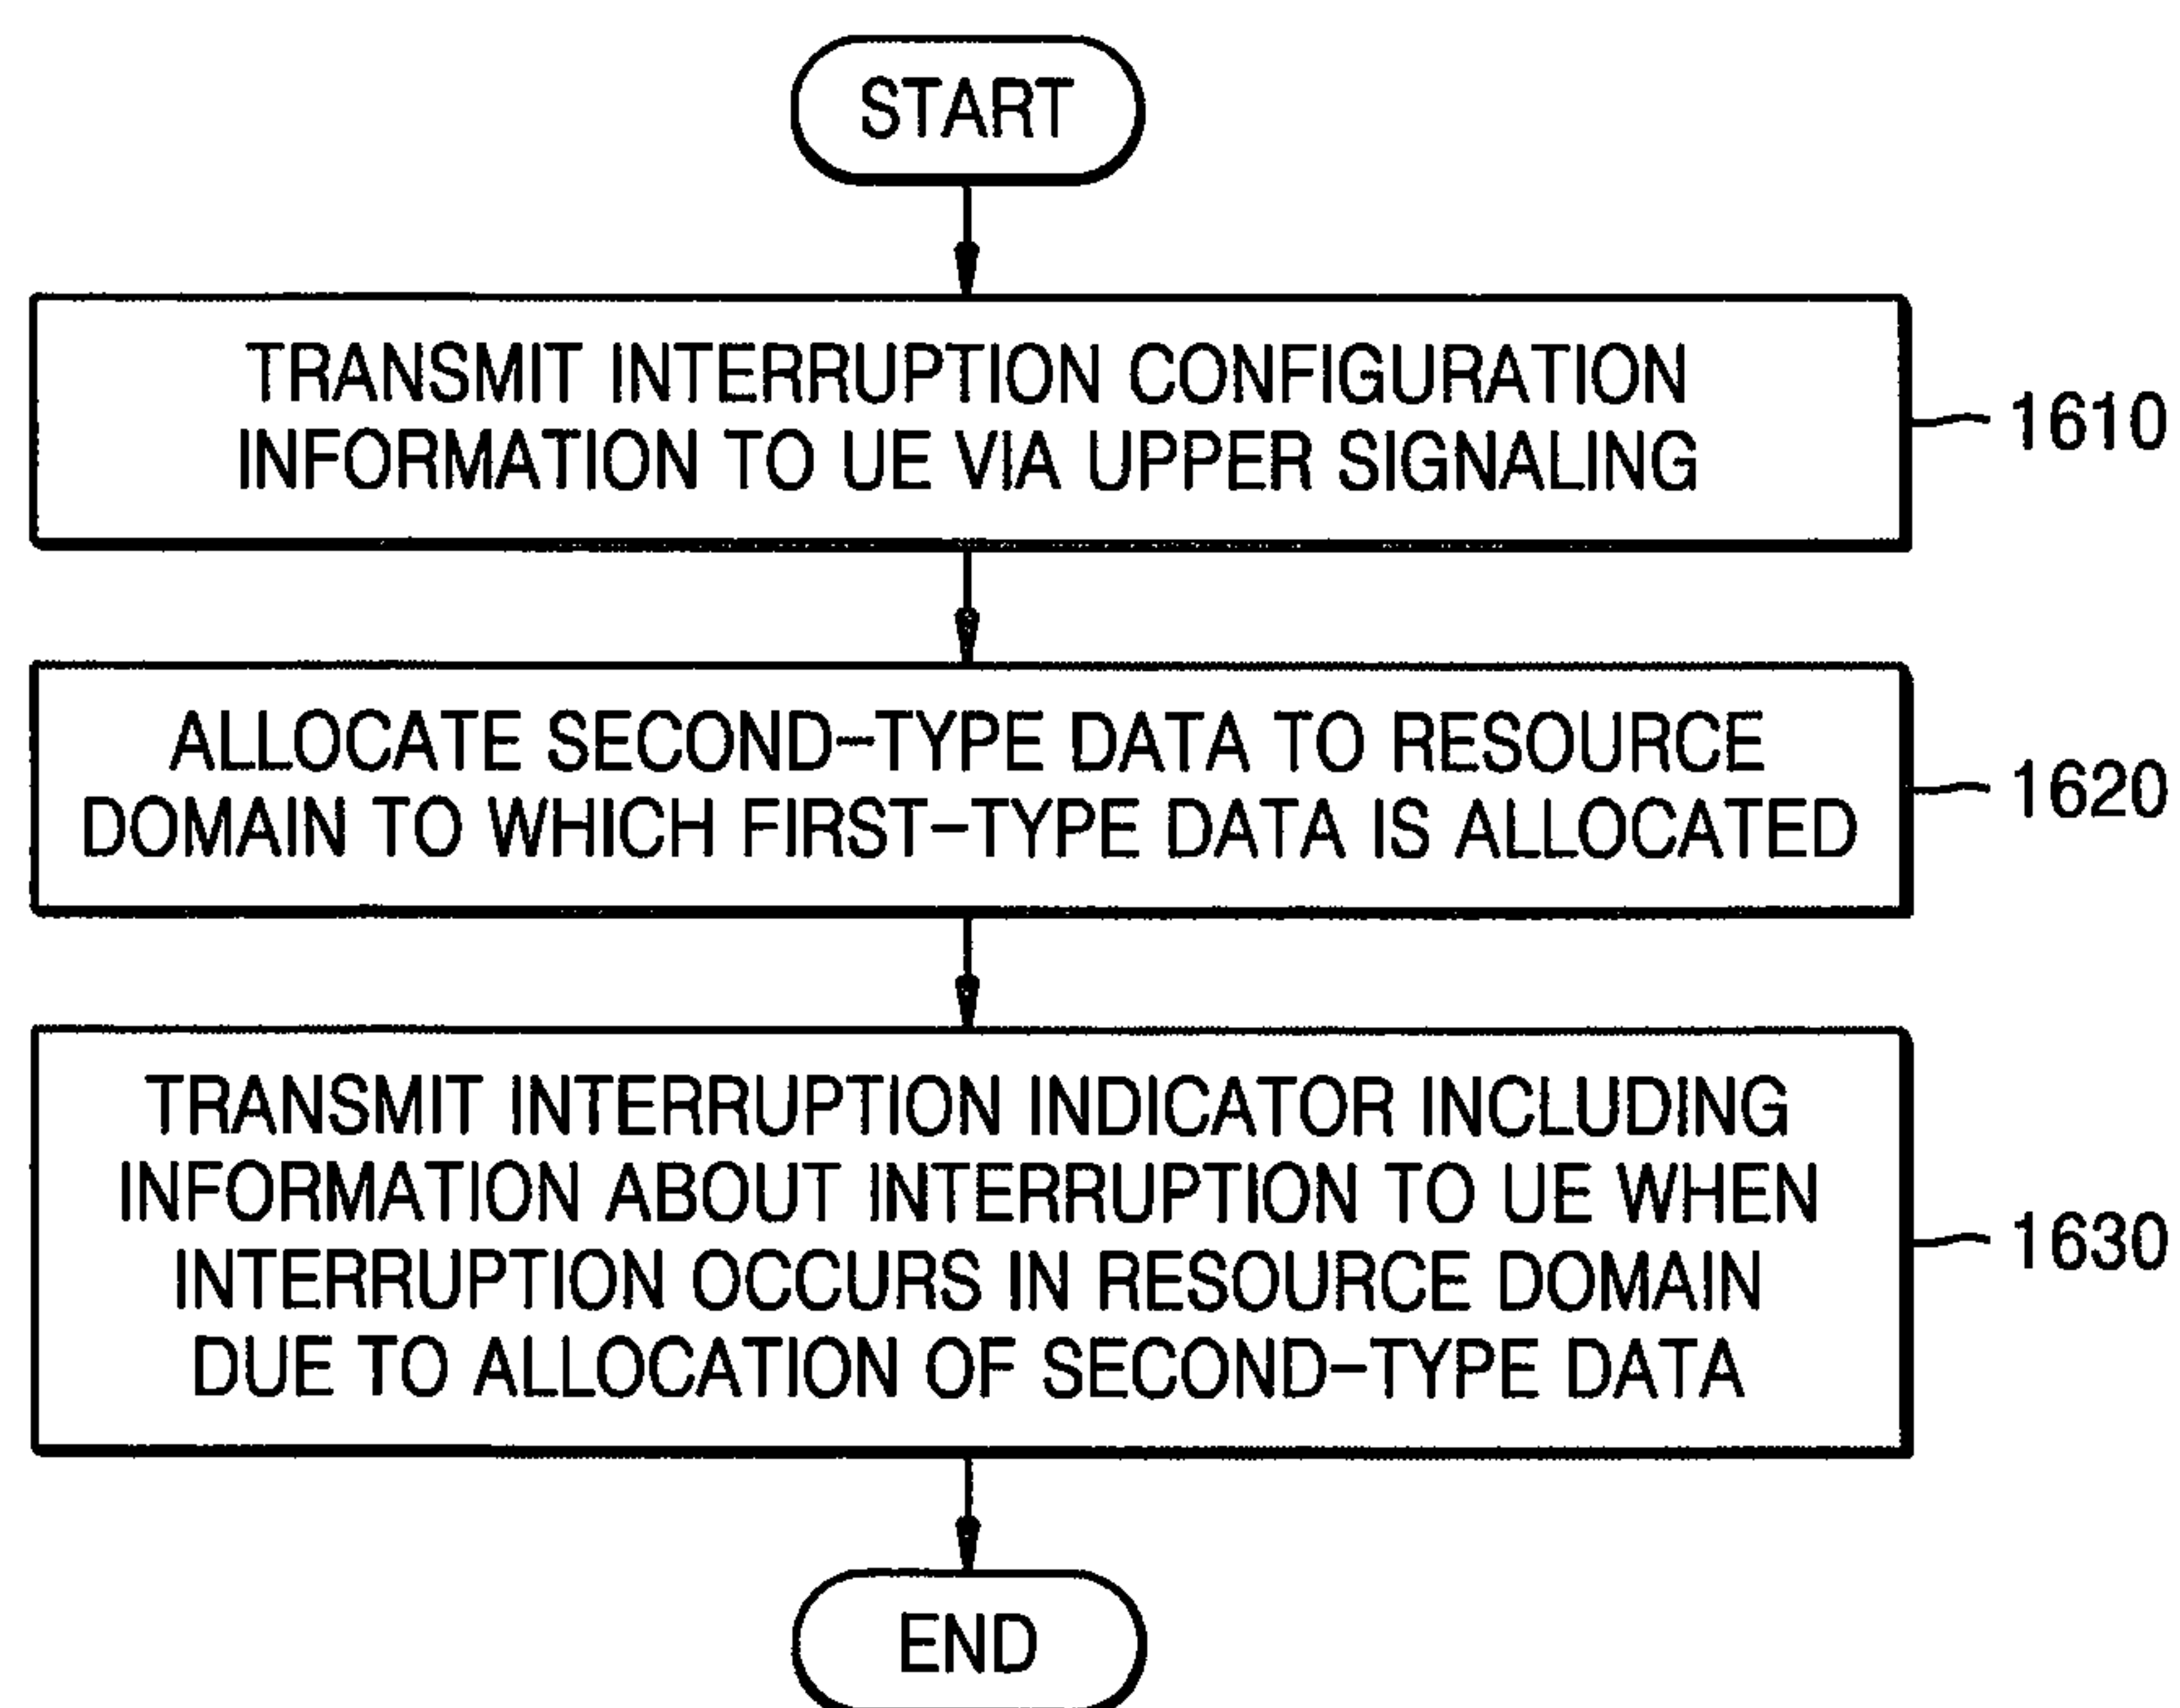 START
TRANSMIT INTERRUPTION CONFIGURATION
INFORMATION TO UE VIA UPPER SIGNALING
1610
ALLOCATE SECOND-TYPE DATA TO RESOURCE
DOMAIN TO WHICH FIRST-TYPE DATA IS ALLOCATED
1620
TRANSMIT INTERRUPTION INDICATOR INCLUDING
INFORMATION ABOUT INTERRUPTION TO UE WHEN
INTERRUPTION OCCURS IN RESOURCE DOMAIN
DUE TO ALLOCATION OF SECOND-TYPE DATA
1630
END